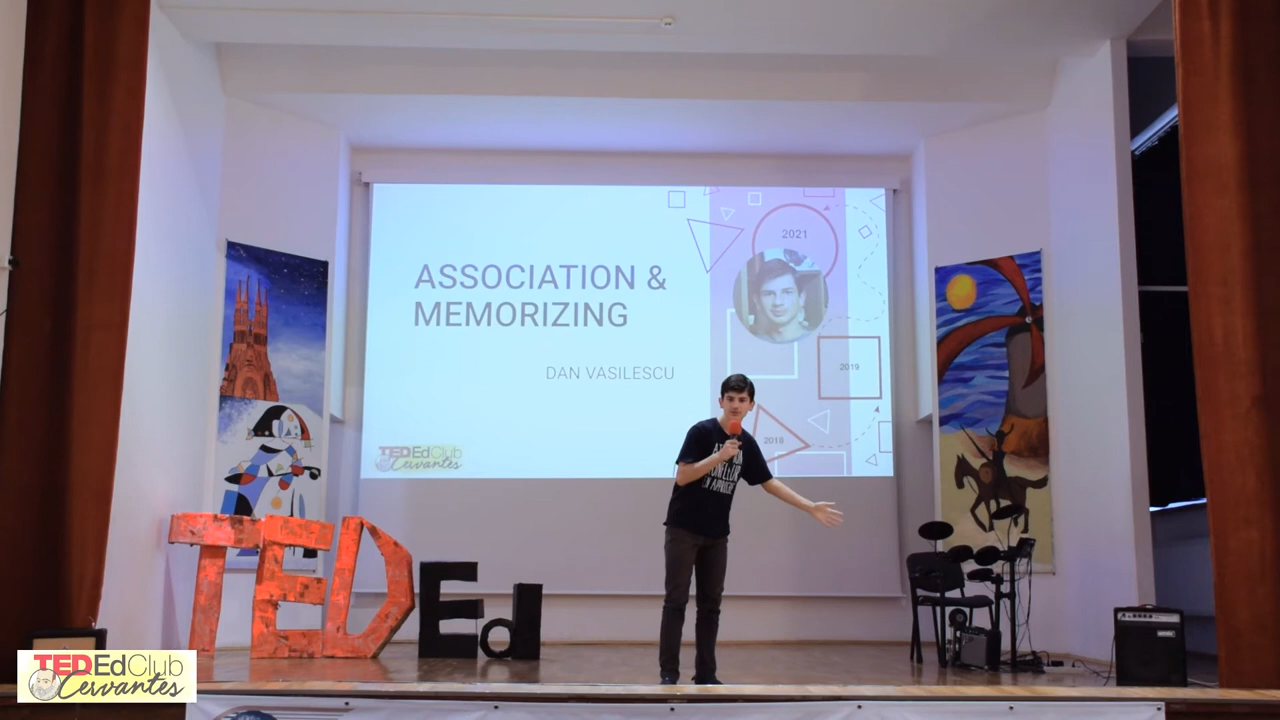 ASSOCIATION &
MEMORIZING
DAN VASILESCU
2021
2019
2018
TEDEdClub
Cervantes
TED Ed
TEDEdClub
Cervantes